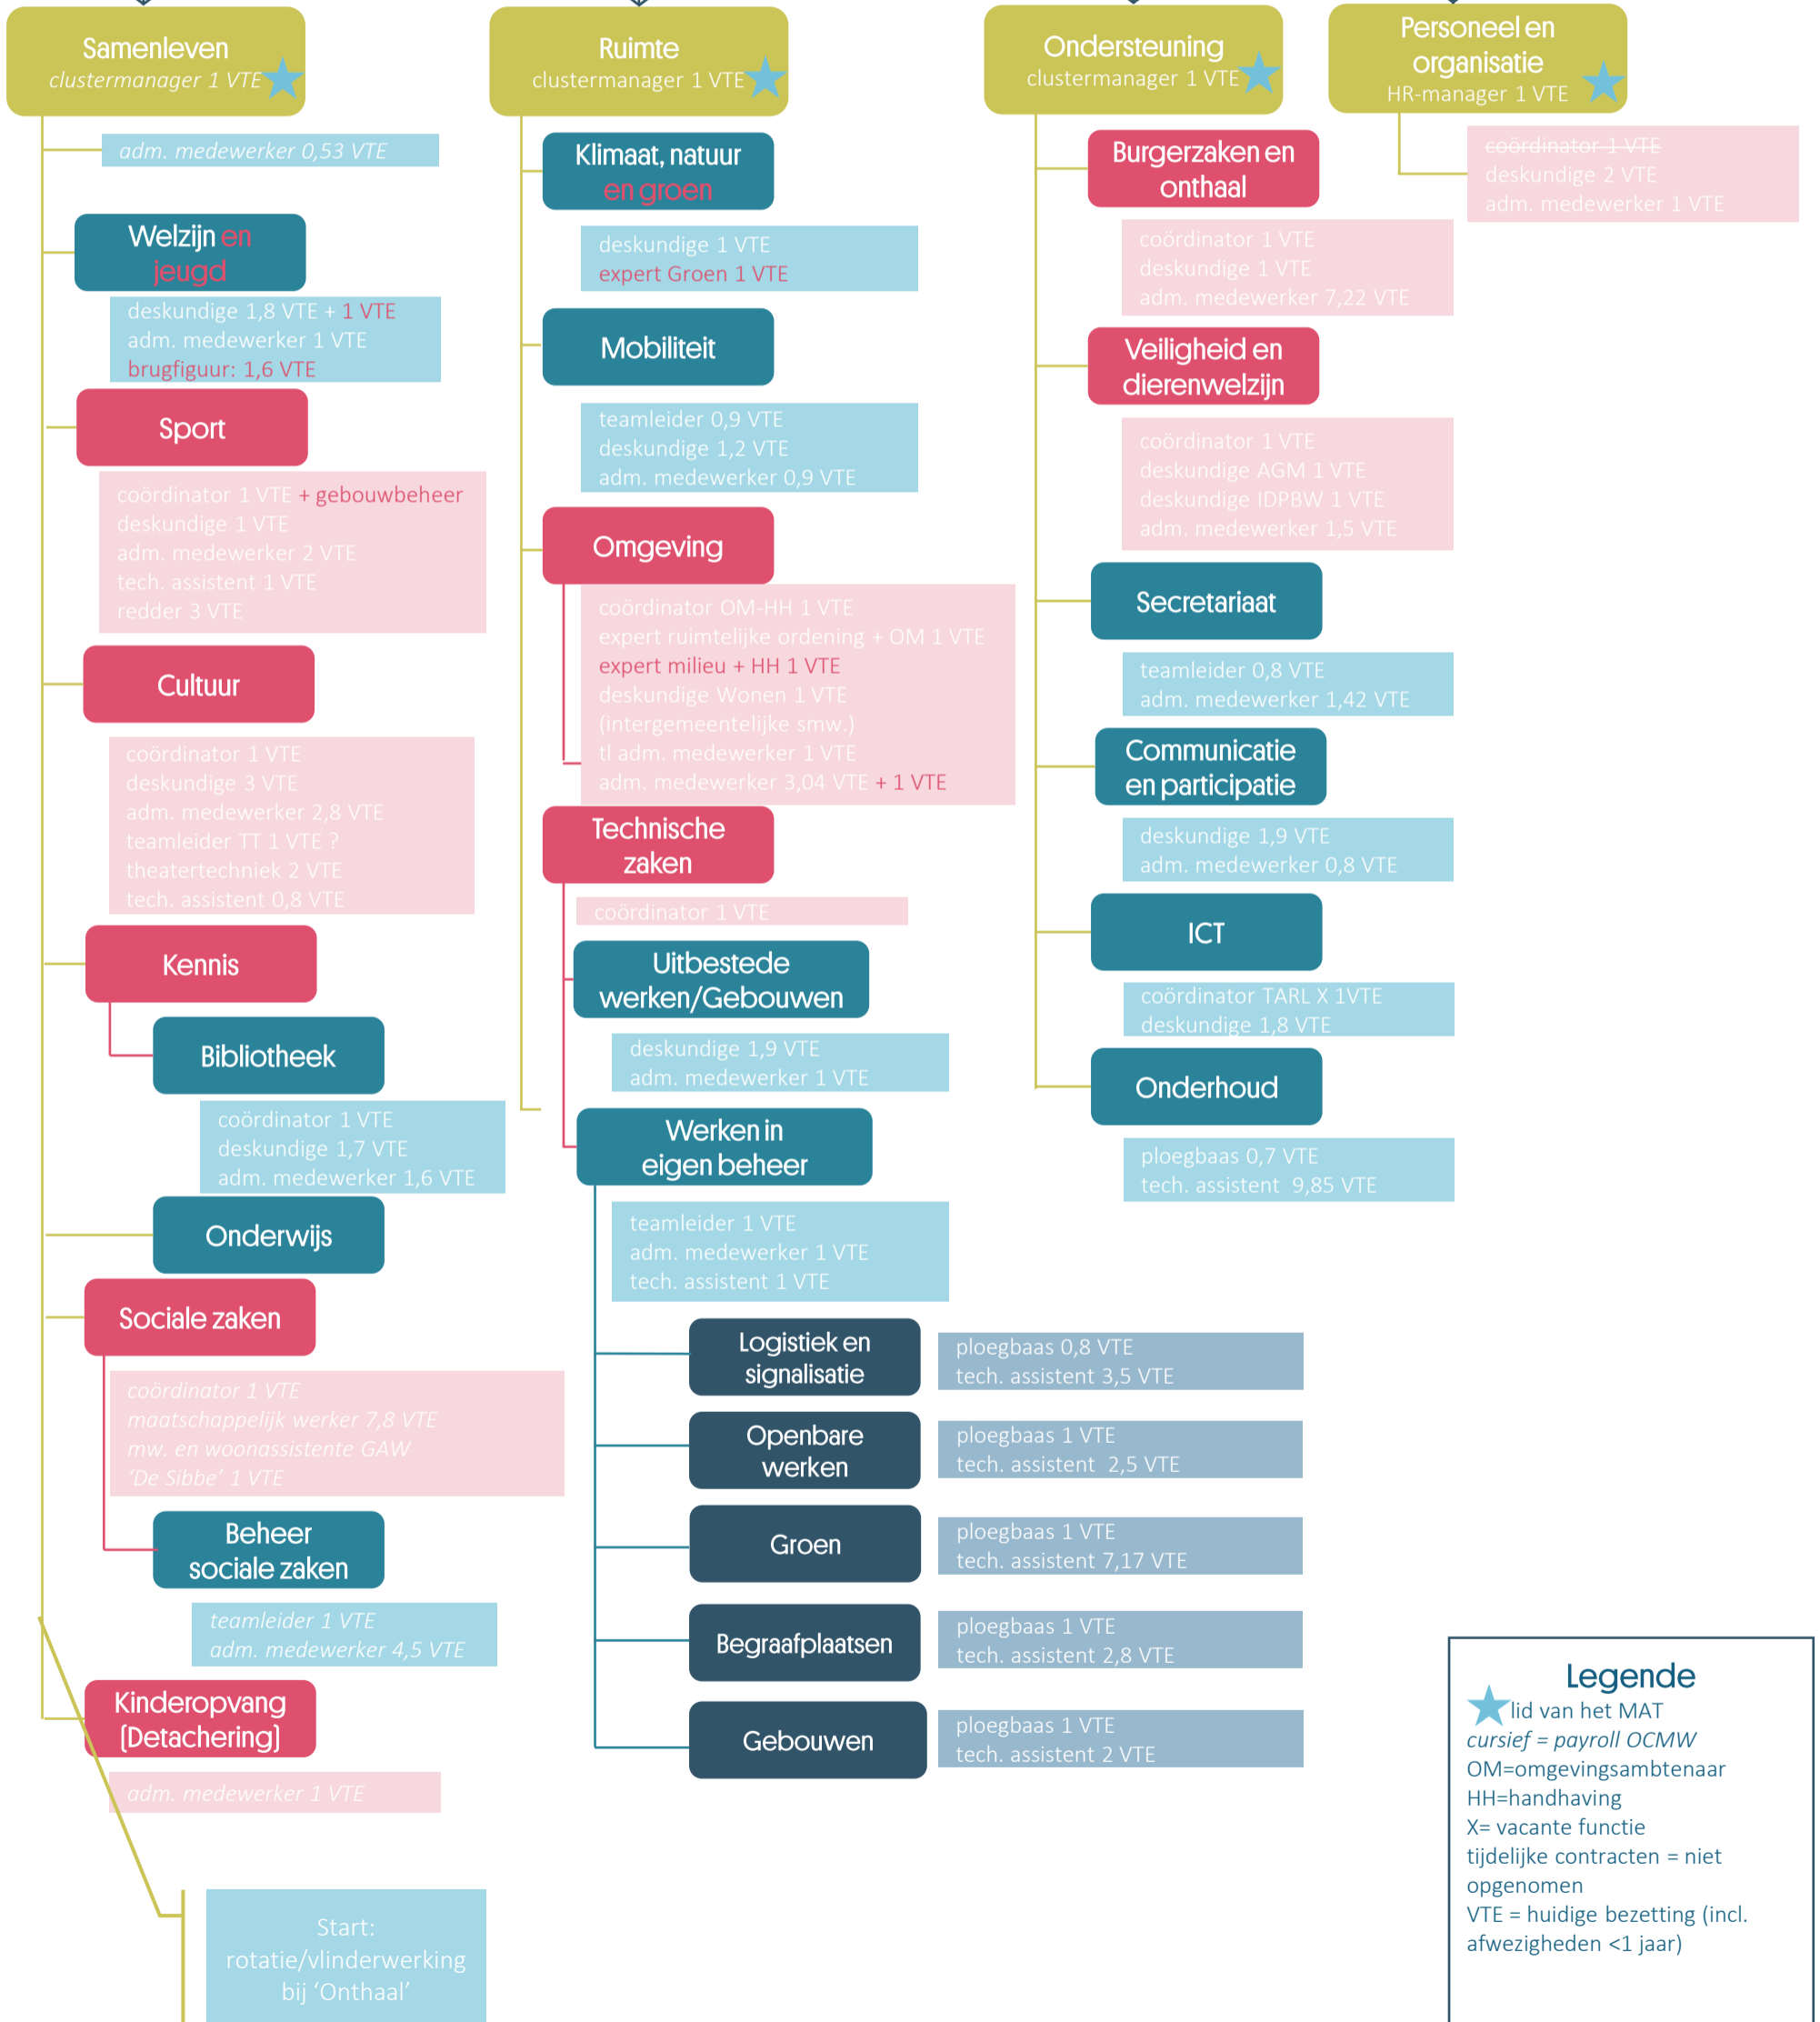 Samenleven
clustermanager 1 VTE
adm. medewerker 0,53 VTE
Welzijn en
jeugd
deskundige 1,8 VTE + 1 VTE
adm. medewerker 1 VTE
brugfiguur: 1,6 VTE
Sport
coördinator 1 VTE + gebouwbeheer
deskundige 1 VTE
adm. medewerker 2 VTE
tech. assistent 1 VTE
redder 3 VTE
Cultuur
coördinator 1 VTE
deskundige 3 VTE
adm. medewerker 2,8 VTE
teamleider TT 1 VTE ?
theatertechniek 2 VTE
tech. assistent 0,8 VTE
Kennis
Bibliotheek
coördinator 1 VTE
deskundige 1,7 VTE
adm. medewerker 1,6 VTE
Onderwijs
Sociale zaken
coördinator 1 VTE
maatschappelijk werker 7,8 VTE
mw. en woonassistente GAW
‘De Sibbe’ 1 VTE
Beheer
sociale zaken
teamleider 1 VTE
adm. medewerker 4,5 VTE
Kinderopvang
(Detachering)
adm. medewerker 1 VTE
Start:
rotatie/vlinderwerking
bij ‘Onthaal’
Ruimte
clustermanager 1 VTE
Klimaat, natuur
en groen
deskundige 1 VTE
expert Groen 1 VTE
Mobiliteit
teamleider 0,9 VTE
deskundige 1,2 VTE
adm. medewerker 0,9 VTE
Omgeving
coördinator OM-HH 1 VTE
expert ruimtelijke ordening + OM 1 VTE
expert milieu + HH 1 VTE
deskundige Wonen 1 VTE
(intergemeentelijke smw.)
tl adm. medewerker 1 VTE
adm. medewerker 3,04 VTE + 1 VTE
Technische
zaken
coördinator 1 VTE
Uitbestede
werken/Gebouwen
deskundige 1,9 VTE
adm. medewerker 1 VTE
Werken in
eigen beheer
teamleider 1 VTE
adm. medewerker 1 VTE
tech. assistent 1 VTE
Logistiek en
signalisatie
ploegbaas 0,8 VTE
tech. assistent 3,5 VTE
Openbare
werken
ploegbaas 1 VTE
tech. assistent  2,5 VTE
Groen
ploegbaas 1 VTE
tech. assistent 7,17 VTE
Begraafplaatsen
ploegbaas 1 VTE
tech. assistent 2,8 VTE
Gebouwen
ploegbaas 1 VTE
tech. assistent 2 VTE
Ondersteuning
clustermanager 1 VTE
Burgerzaken en
onthaal
coördinator 1 VTE
deskundige 1 VTE
adm. medewerker 7,22 VTE
Veiligheid en
dierenwelzijn
coördinator 1 VTE
deskundige AGM 1 VTE
deskundige IDPBW 1 VTE
adm. medewerker 1,5 VTE
Secretariaat
teamleider 0,8 VTE
adm. medewerker 1,42 VTE
Communicatie
en participatie
deskundige 1,9 VTE
adm. medewerker 0,8 VTE
ICT
coördinator TARL X 1VTE
deskundige 1,8 VTE
Onderhoud
ploegbaas 0,7 VTE
tech. assistent  9,85 VTE
Personeel en
organisatie
HR-manager 1 VTE
coördinator 1 VTE
deskundige 2 VTE
adm. medewerker 1 VTE
Legende
lid van het MAT
cursief = payroll OCMW
OM=omgevingsambtenaar
HH=handhaving
X= vacante functie
tijdelijke contracten = niet
opgenomen
VTE = huidige bezetting (incl.
afwezigheden <1 jaar)